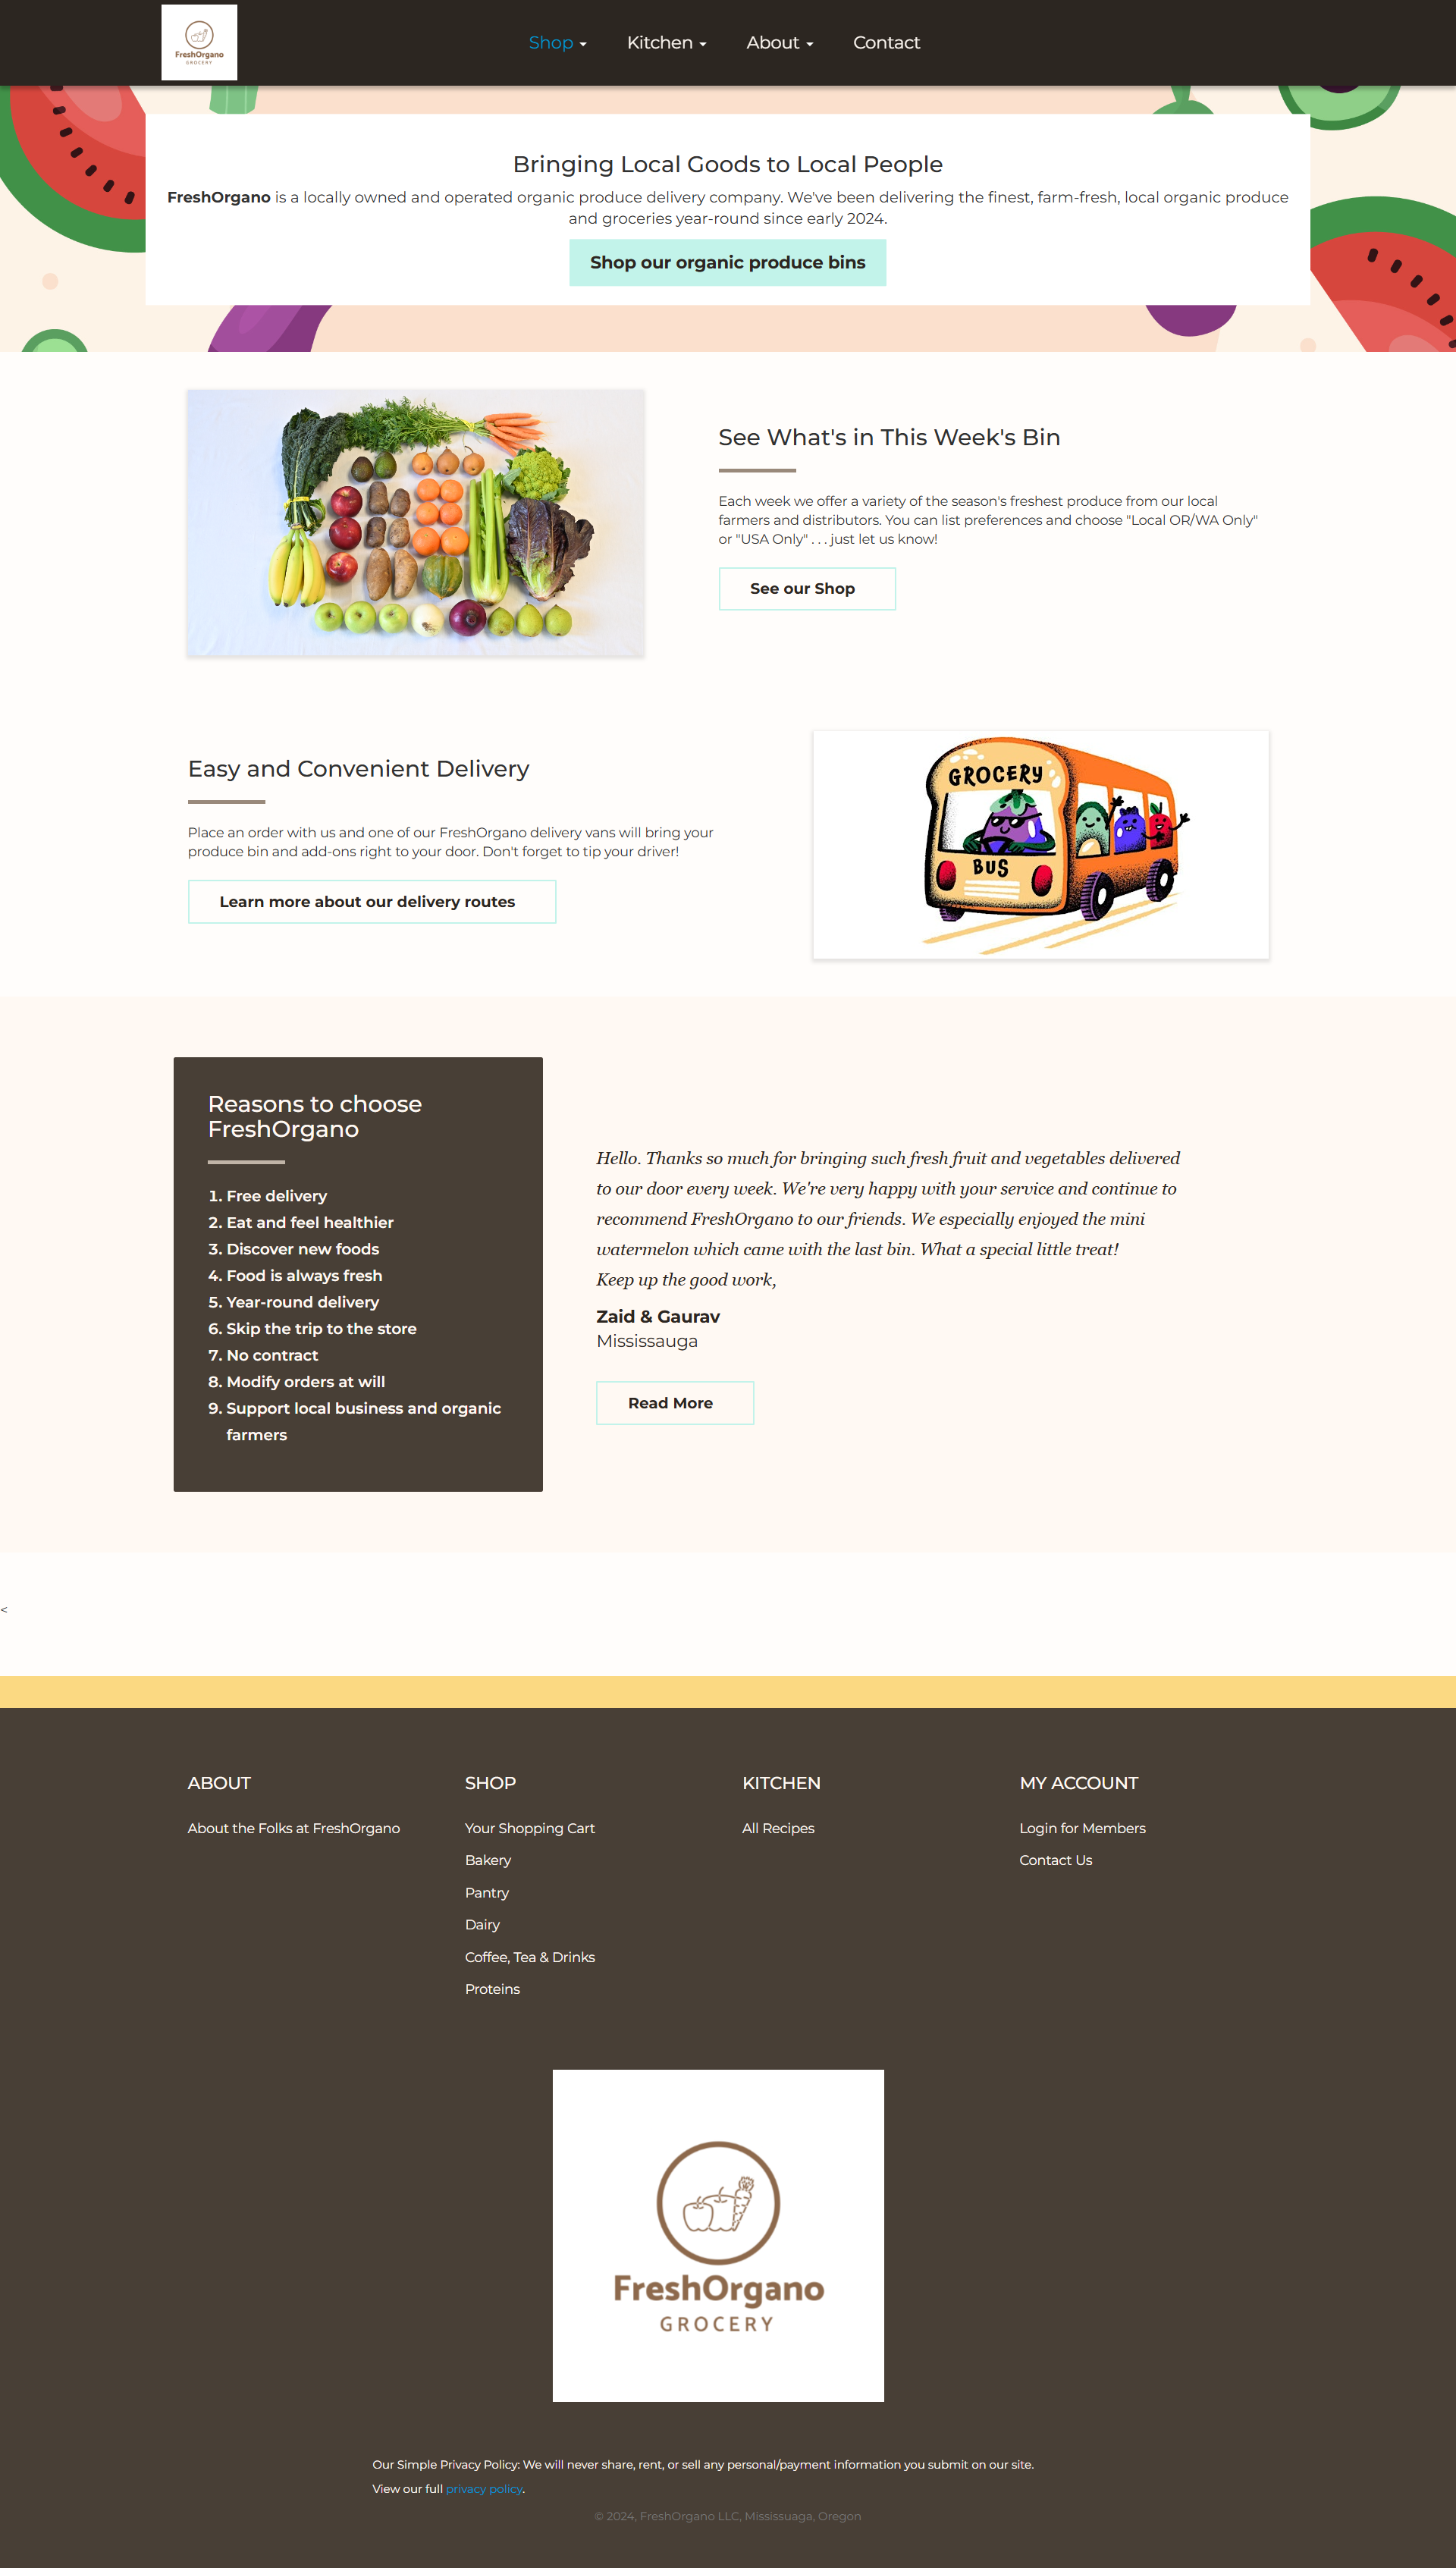 FreshOrgano
GROCERY
Shop
Kitchen
About
Contact
Bringing Local Goods to Local People
FreshOrgano is a locally owned and operated organic produce delivery company. We've been delivering the finest, farm-fresh, local organic produce
and groceries year-round since early 2024.
Shop our organic produce bins
See What's in This Week's Bin
Each week we offer a variety of the season's freshest produce from our local
farmers and distributors. You can list preferences and choose "Local OR/WA Only"
or "USA Only" . . . just let us know!
See our Shop
Easy and Convenient Delivery
Place an order with us and one of our FreshOrgano delivery vans will bring your
produce bin and add-ons right to your door. Don't forget to tip your driver!
Learn more about our delivery routes
GROCERY
BUS
Reasons to choose
FreshOrgano
1. Free delivery
2. Eat and feel healthier
3. Discover new foods
4. Food is always fresh
5. Year-round delivery
6. Skip the trip to the store
7. No contract
8. Modify orders at will
9. Support local business and organic
farmers
Hello. Thanks so much for bringing such fresh fruit and vegetables delivered
to our door every week. We're very happy with your service and continue to
recommend FreshOrgano to our friends. We especially enjoyed the mini
watermelon which came with the last bin. What a special little treat!
Keep up the good work,
Zaid & Gaurav
Mississauga
Read More
<
ABOUT
About the Folks at FreshOrgano
SHOP
Your Shopping Cart
Bakery
Pantry
Dairy
Coffee, Tea & Drinks
Proteins
KITCHEN
All Recipes
MY ACCOUNT
Login for Members
Contact Us
FreshOrgano
GROCERY
Our Simple Privacy Policy: We will never share, rent, or sell any personal/payment information you submit on our site.
View our full privacy policy.
© 2024, FreshOrgano LLC, Mississuaga, Oregon